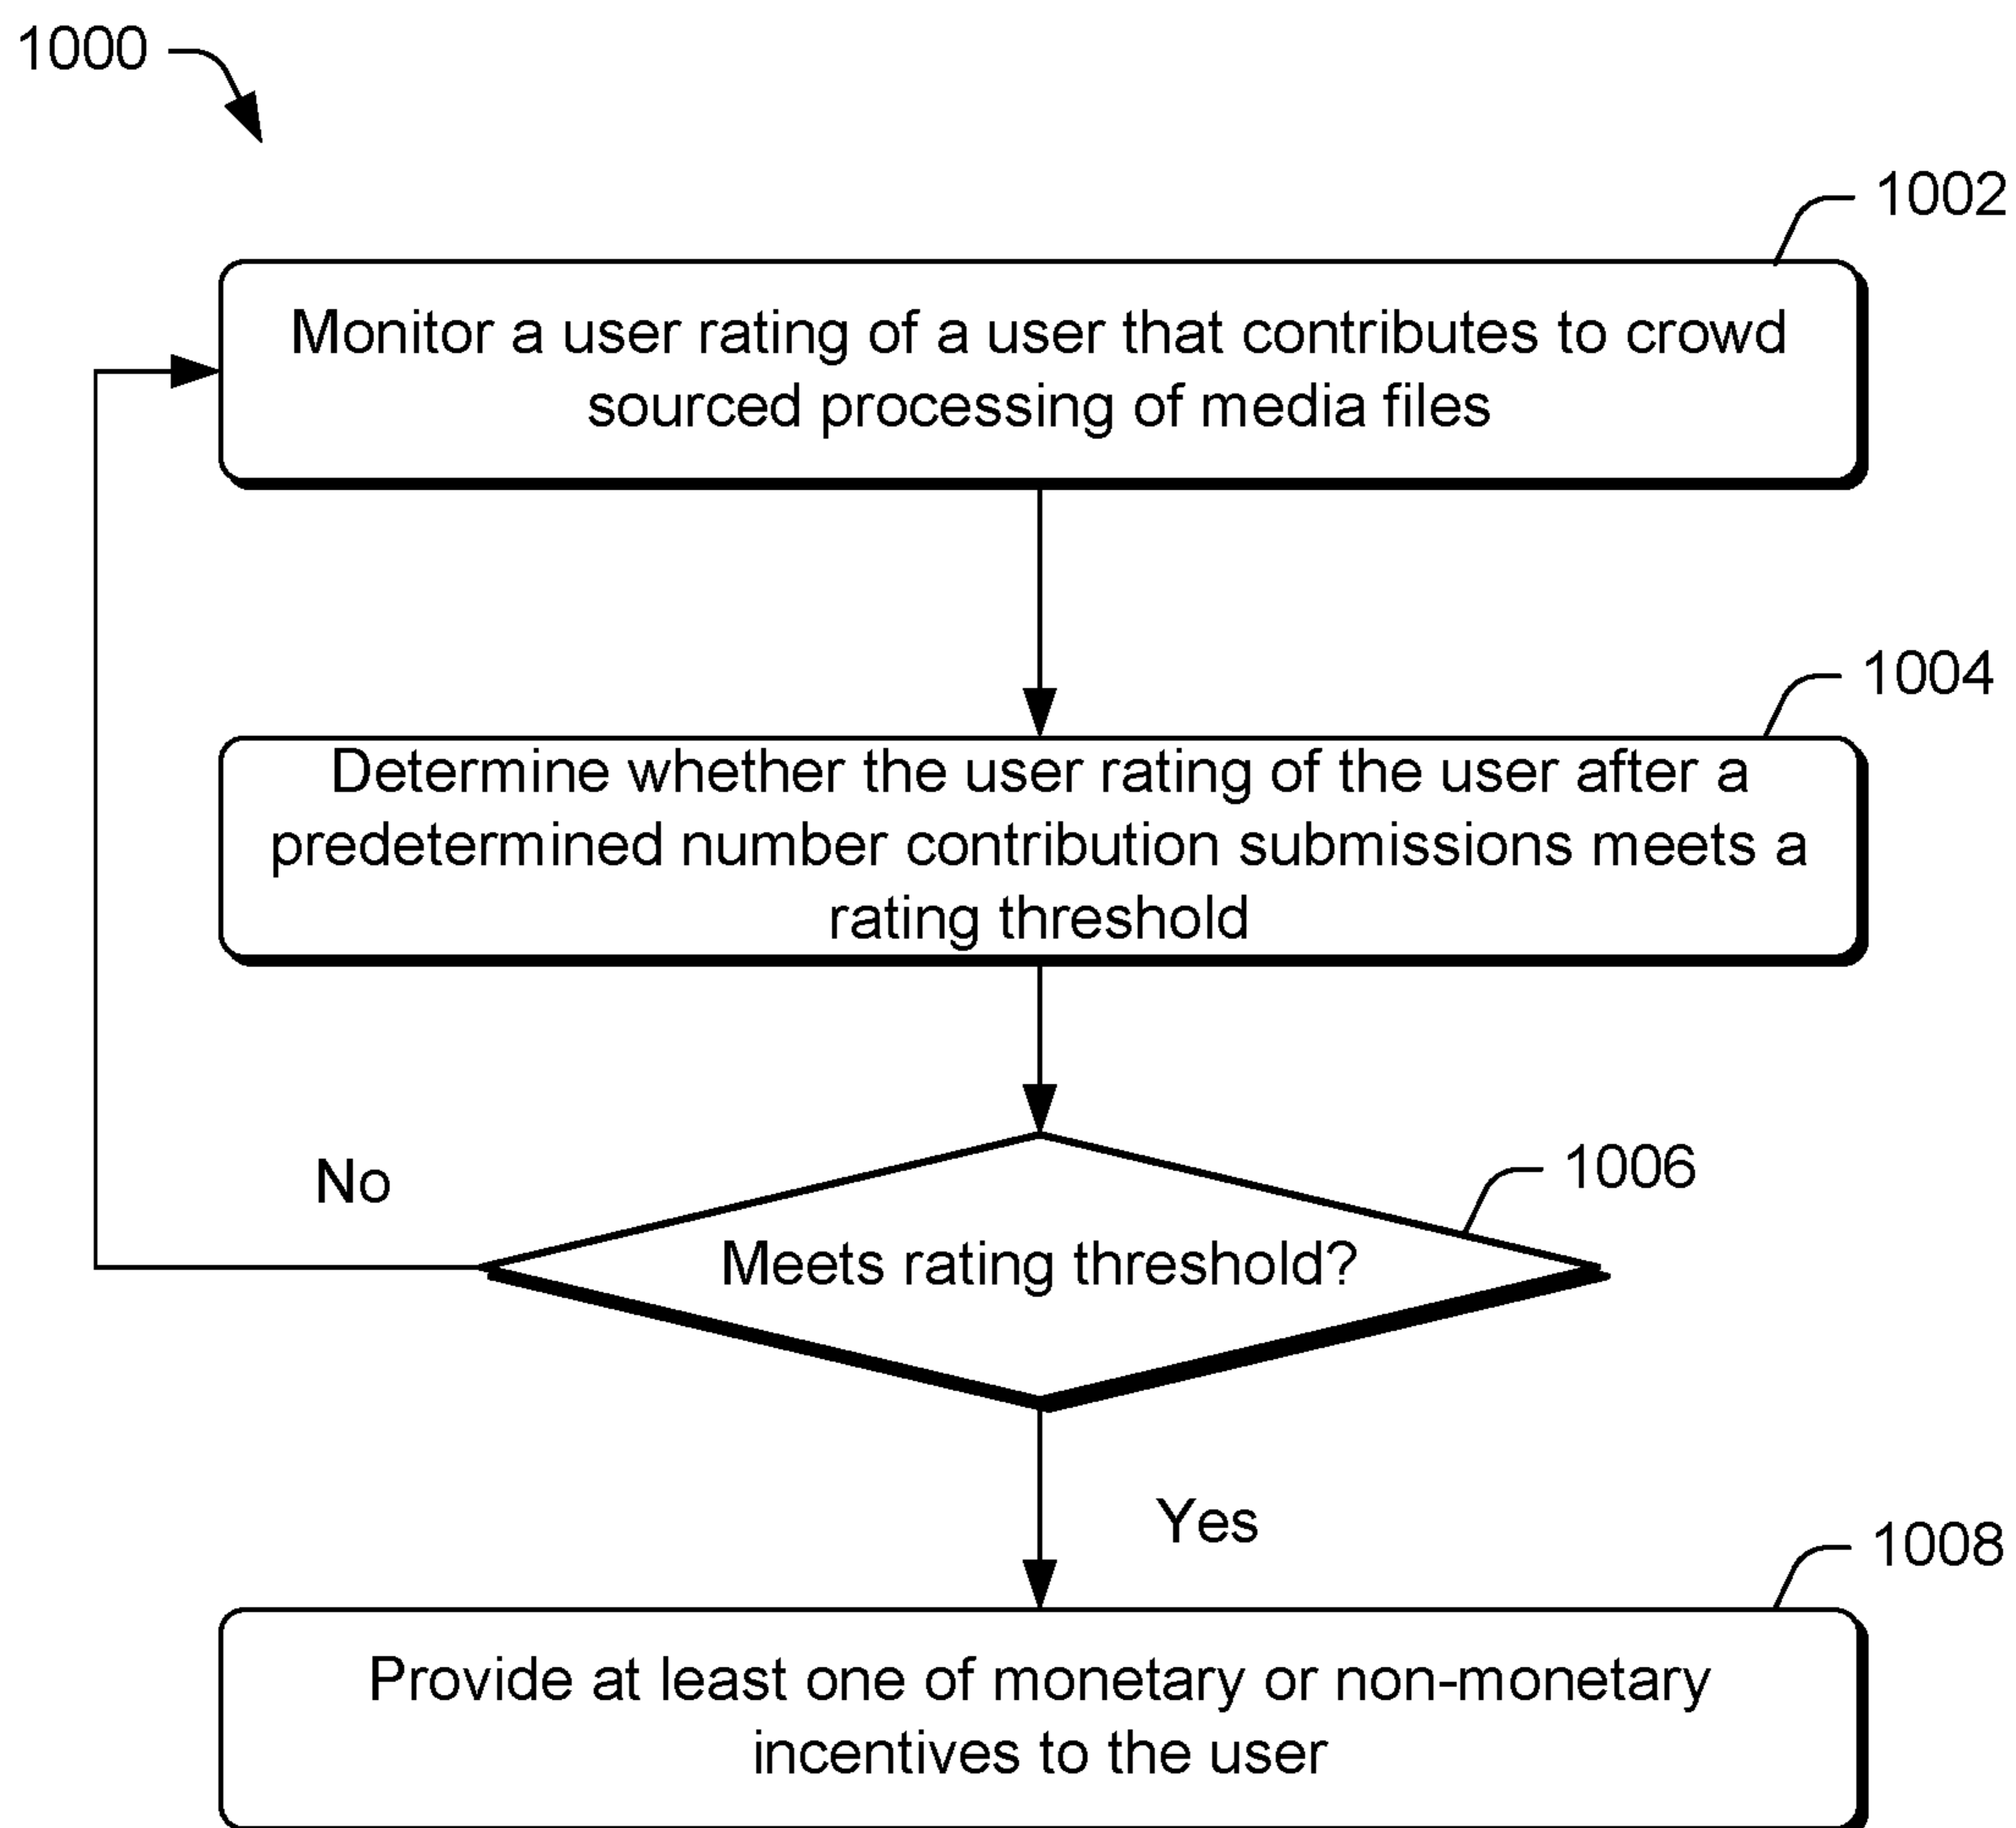 1000
1002
Monitor a user rating of a user that contributes to crowd
sourced processing of media files
1004
Determine whether the user rating of the user after a
predetermined number contribution submissions meets a
rating threshold
No
1006
Meets rating threshold?
Yes
1008
Provide at least one of monetary or non-monetary
incentives to the user